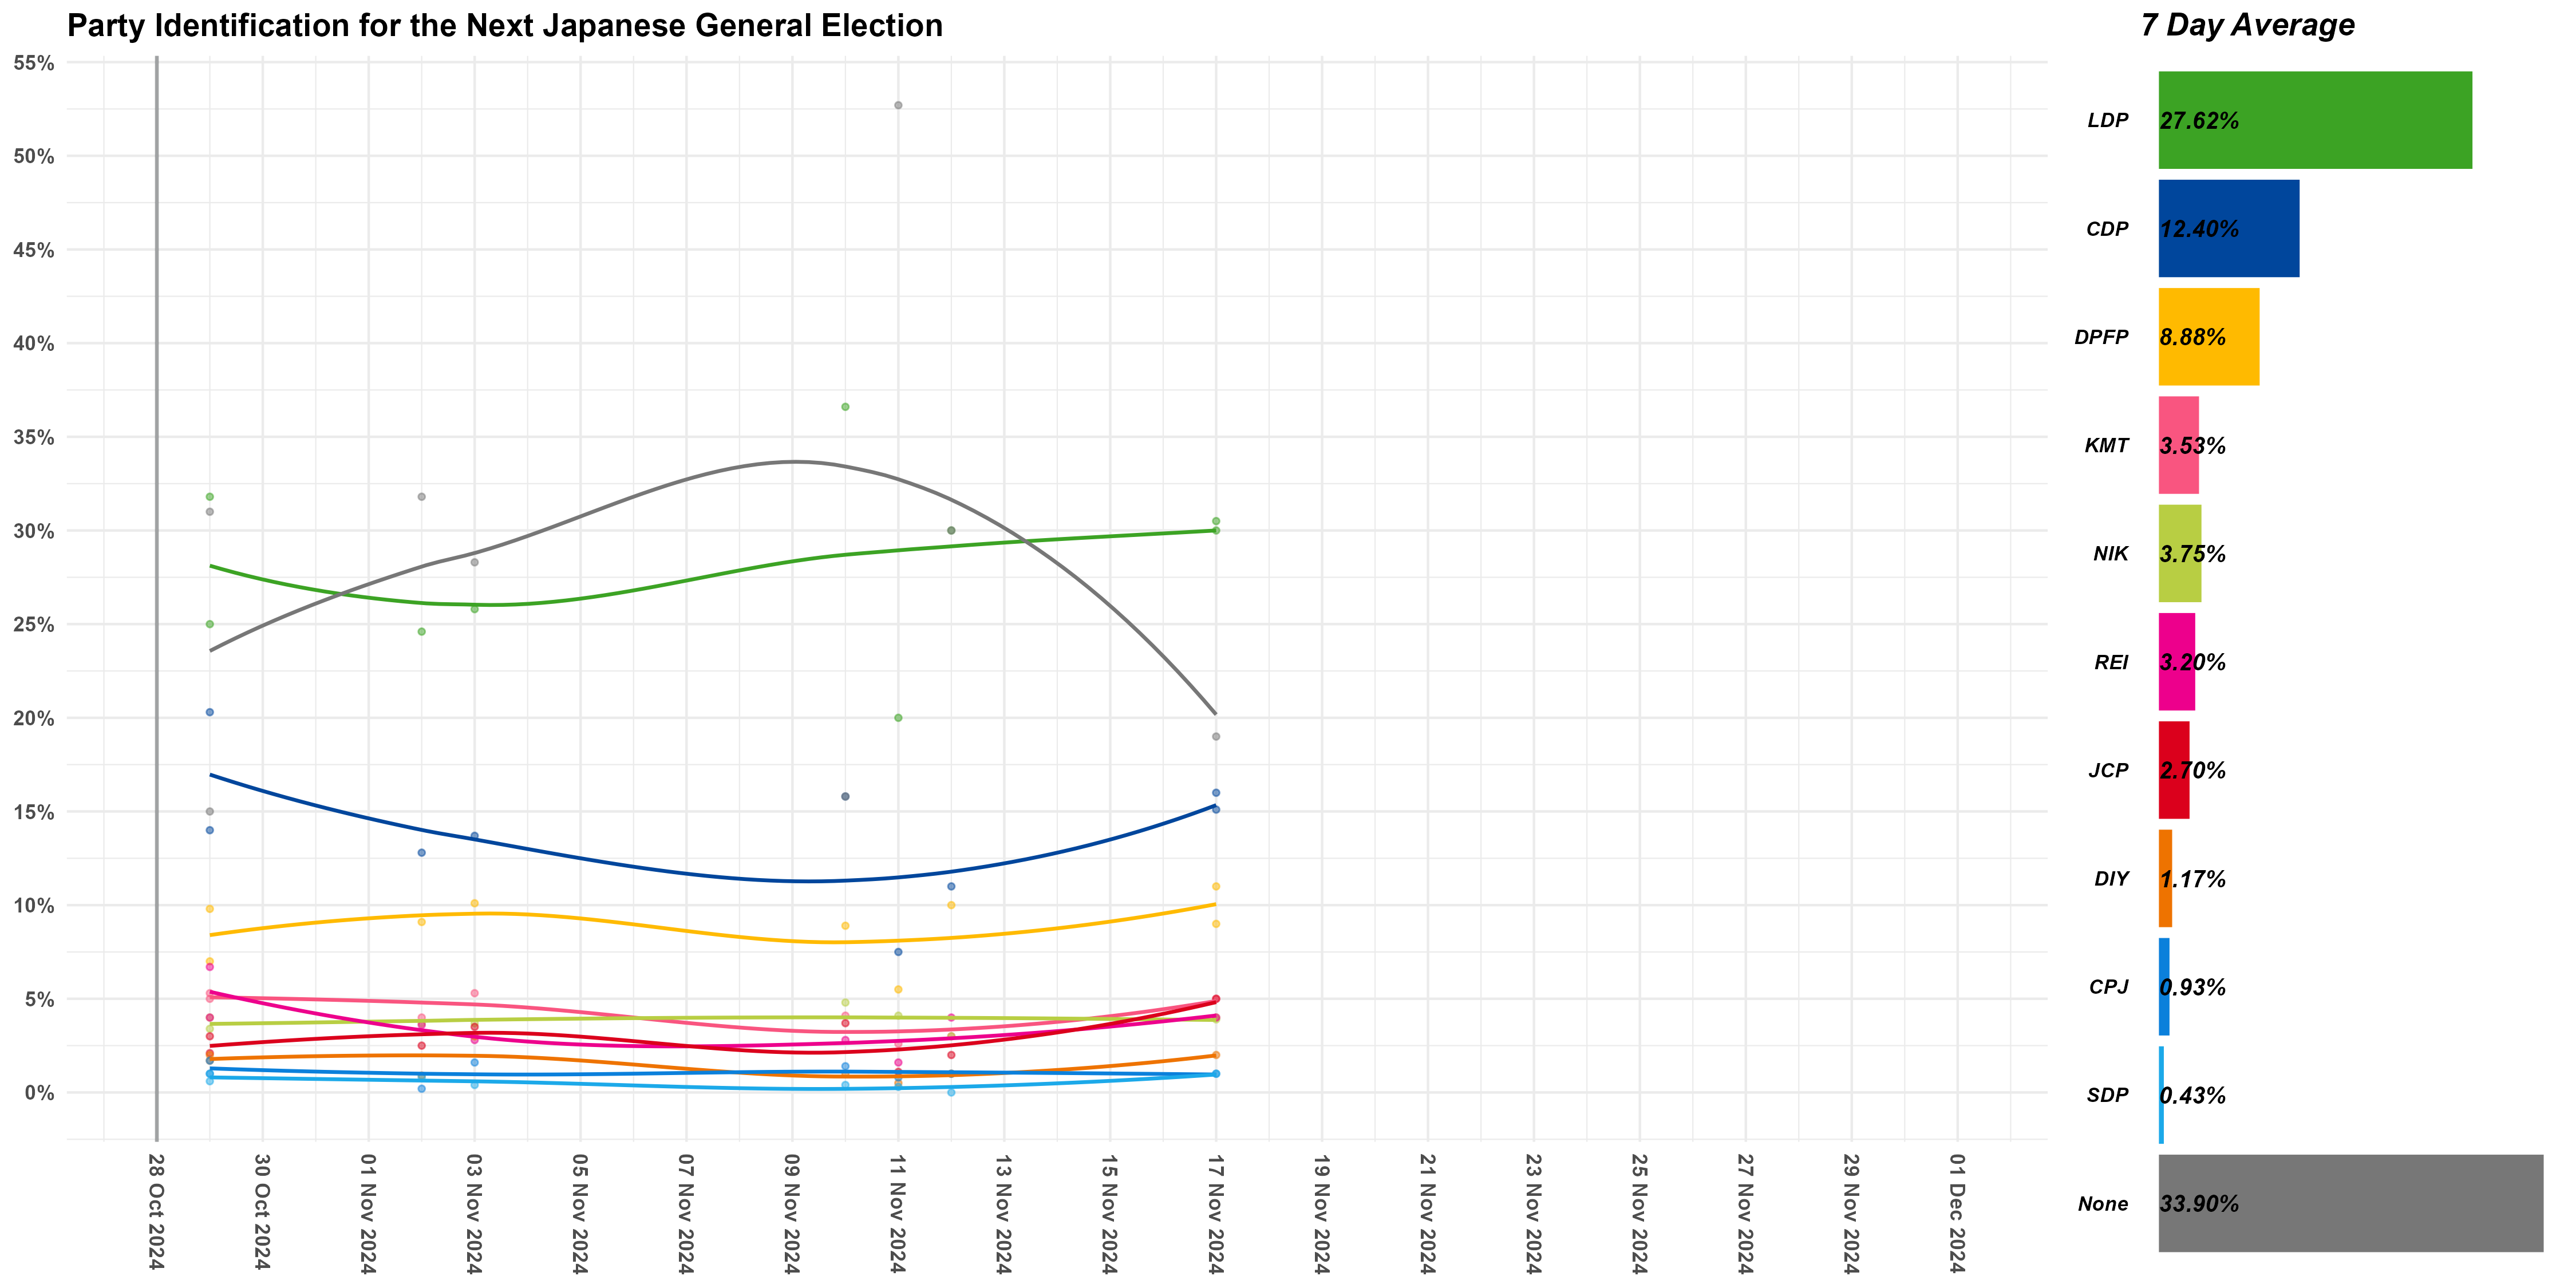 Party Identification for the Next Japanese General Election
7 Day Average
55%
50%
45%
40%
35%
30%
25%
20%
15%
10%
5%
0%
28 Oct 2024
30 Oct 2024
01 Nov 2024
03 Nov 2024
05 Nov 2024
07 Nov 2024
09 Nov 2024
11 Nov 2024
13 Nov 2024
15 Nov 2024
17 Nov 2024
19 Nov 2024
21 Nov 2024
23 Nov 2024
25 Nov 2024
27 Nov 2024
29 Nov 2024
01 Dec 2024
LDP 27.62%
CDP 12.40%
DPFP 8.88%
KMT 3.53%
NIK 3.75%
REI 3.20%
JCP 2.70%
DIY 1.17%
CPJ 0.93%
SDP 0.43%
None 33.90%